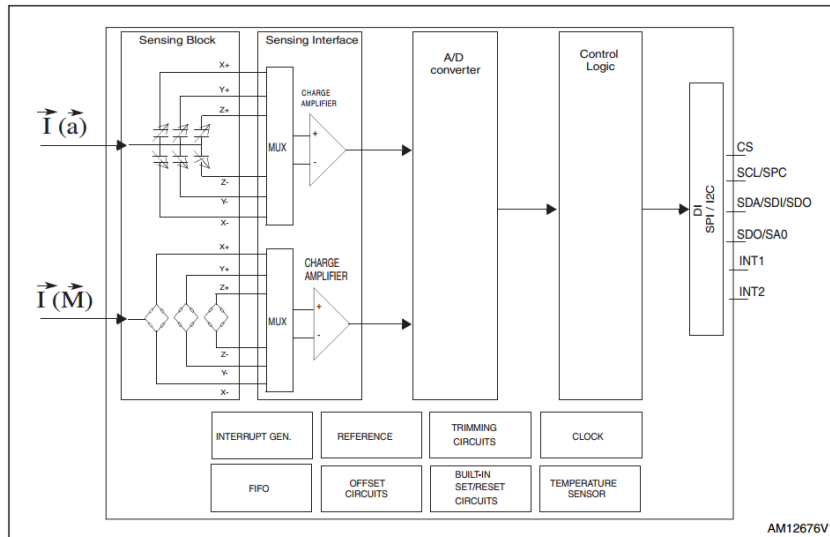 Sensing Block
Sensing Interface
A/D
converter
Control
Logic
X+
Y+
Z+
CHARGE
AMPLIFIER
I (a)
+
-
MUX
Z-
Y-
X-
X+
Y+
Z+
CHARGE
AMPLIFIER
I (M)
+
-
MUX
Z-
Y-
X-
DI
SPI / I2C
CS
SCL/SPC
SDA/SDI/SDO
SDO/SA0
INT1
INT2
INTERRUPT GEN.
REFERENCE
TRIMMING
CIRCUITS
CLOCK
FIFO
OFFSET
CIRCUITS
BUILT-IN
SET/RESET
CIRCUITS
TEMPERATURE
SENSOR